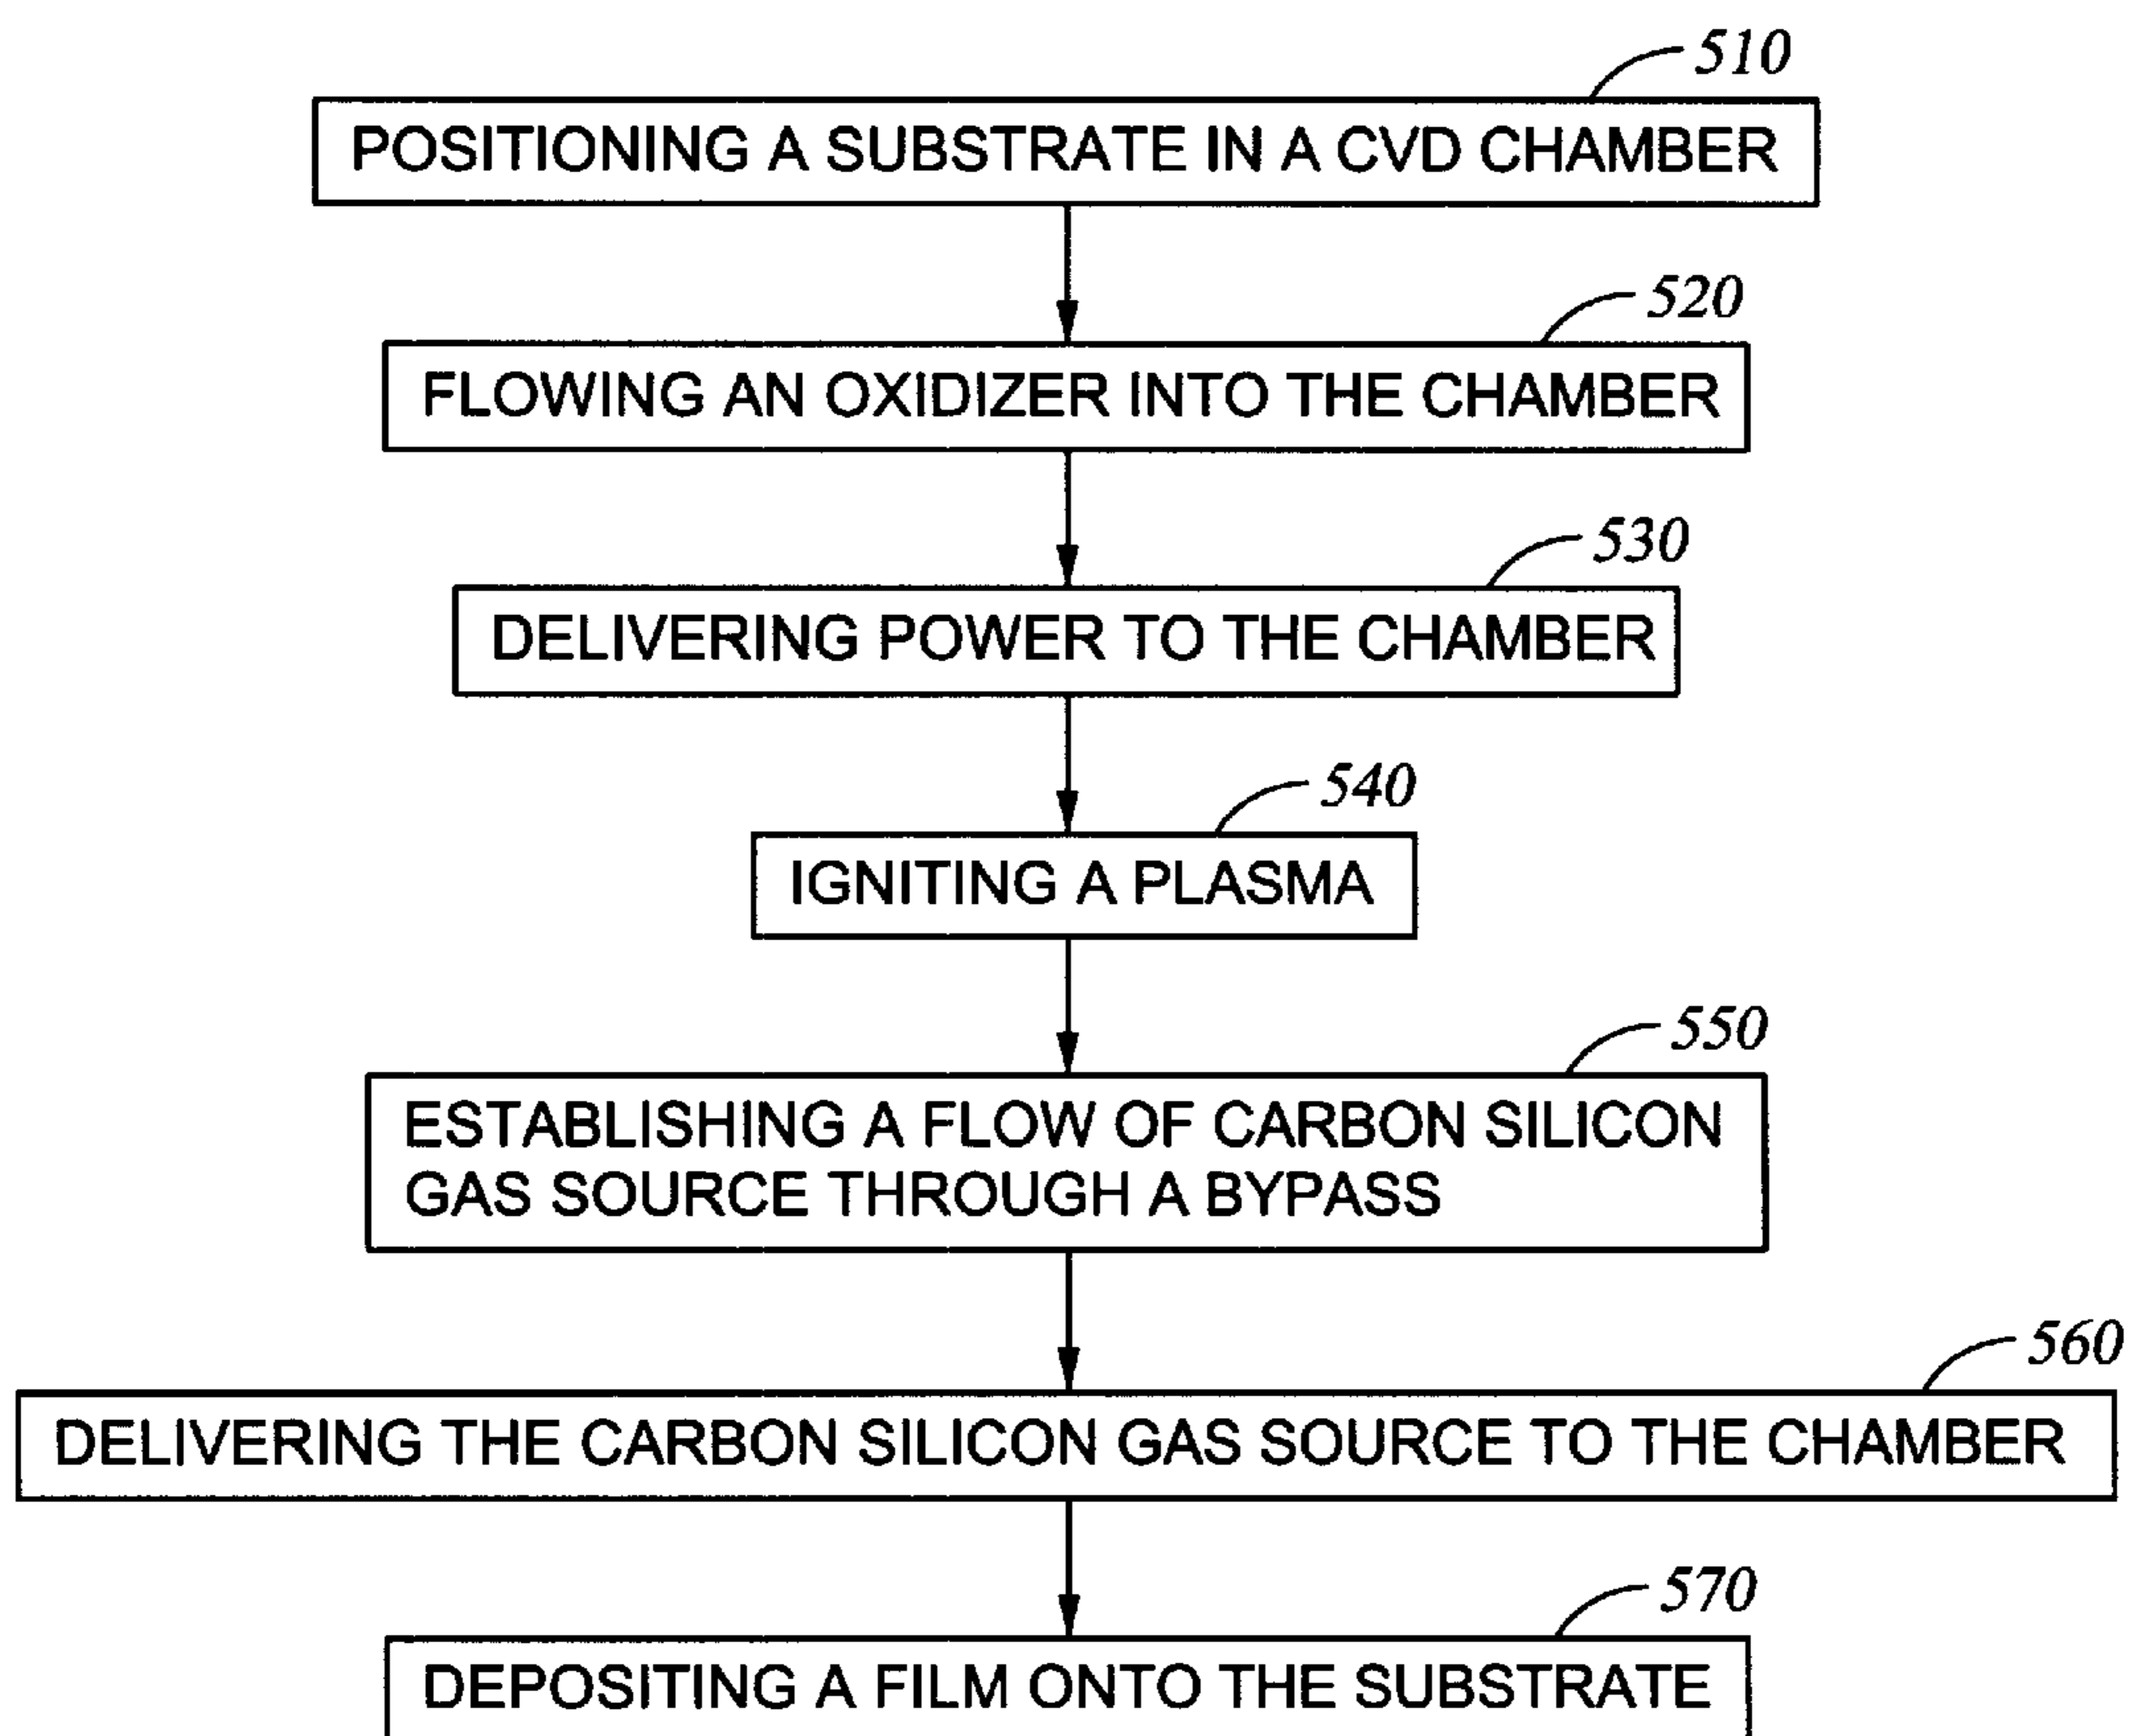 510
POSITIONING A SUBSTRATE IN A CVD CHAMBER
520
FLOWING AN OXIDIZER INTO THE CHAMBER
530
DELIVERING POWER TO THE CHAMBER
540
IGNITING A PLASMA
550
ESTABLISHING A FLOW OF CARBON SILICON
GAS SOURCE THROUGH A BYPASS
560
DELIVERING THE CARBON SILICON GAS SOURCE TO THE CHAMBER
570
DEPOSITING A FILM ONTO THE SUBSTRATE